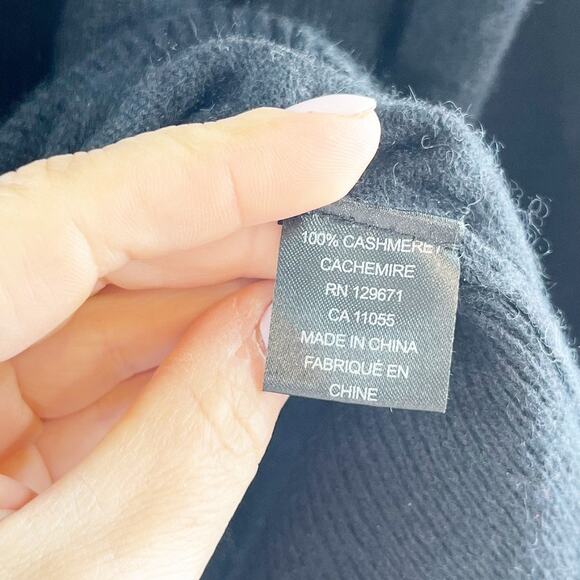 100% CASHMERE
CACHEMIRE
RN 129671
CA 11055
MADE IN CHINA
FABRIQUÉ EN
CHINE